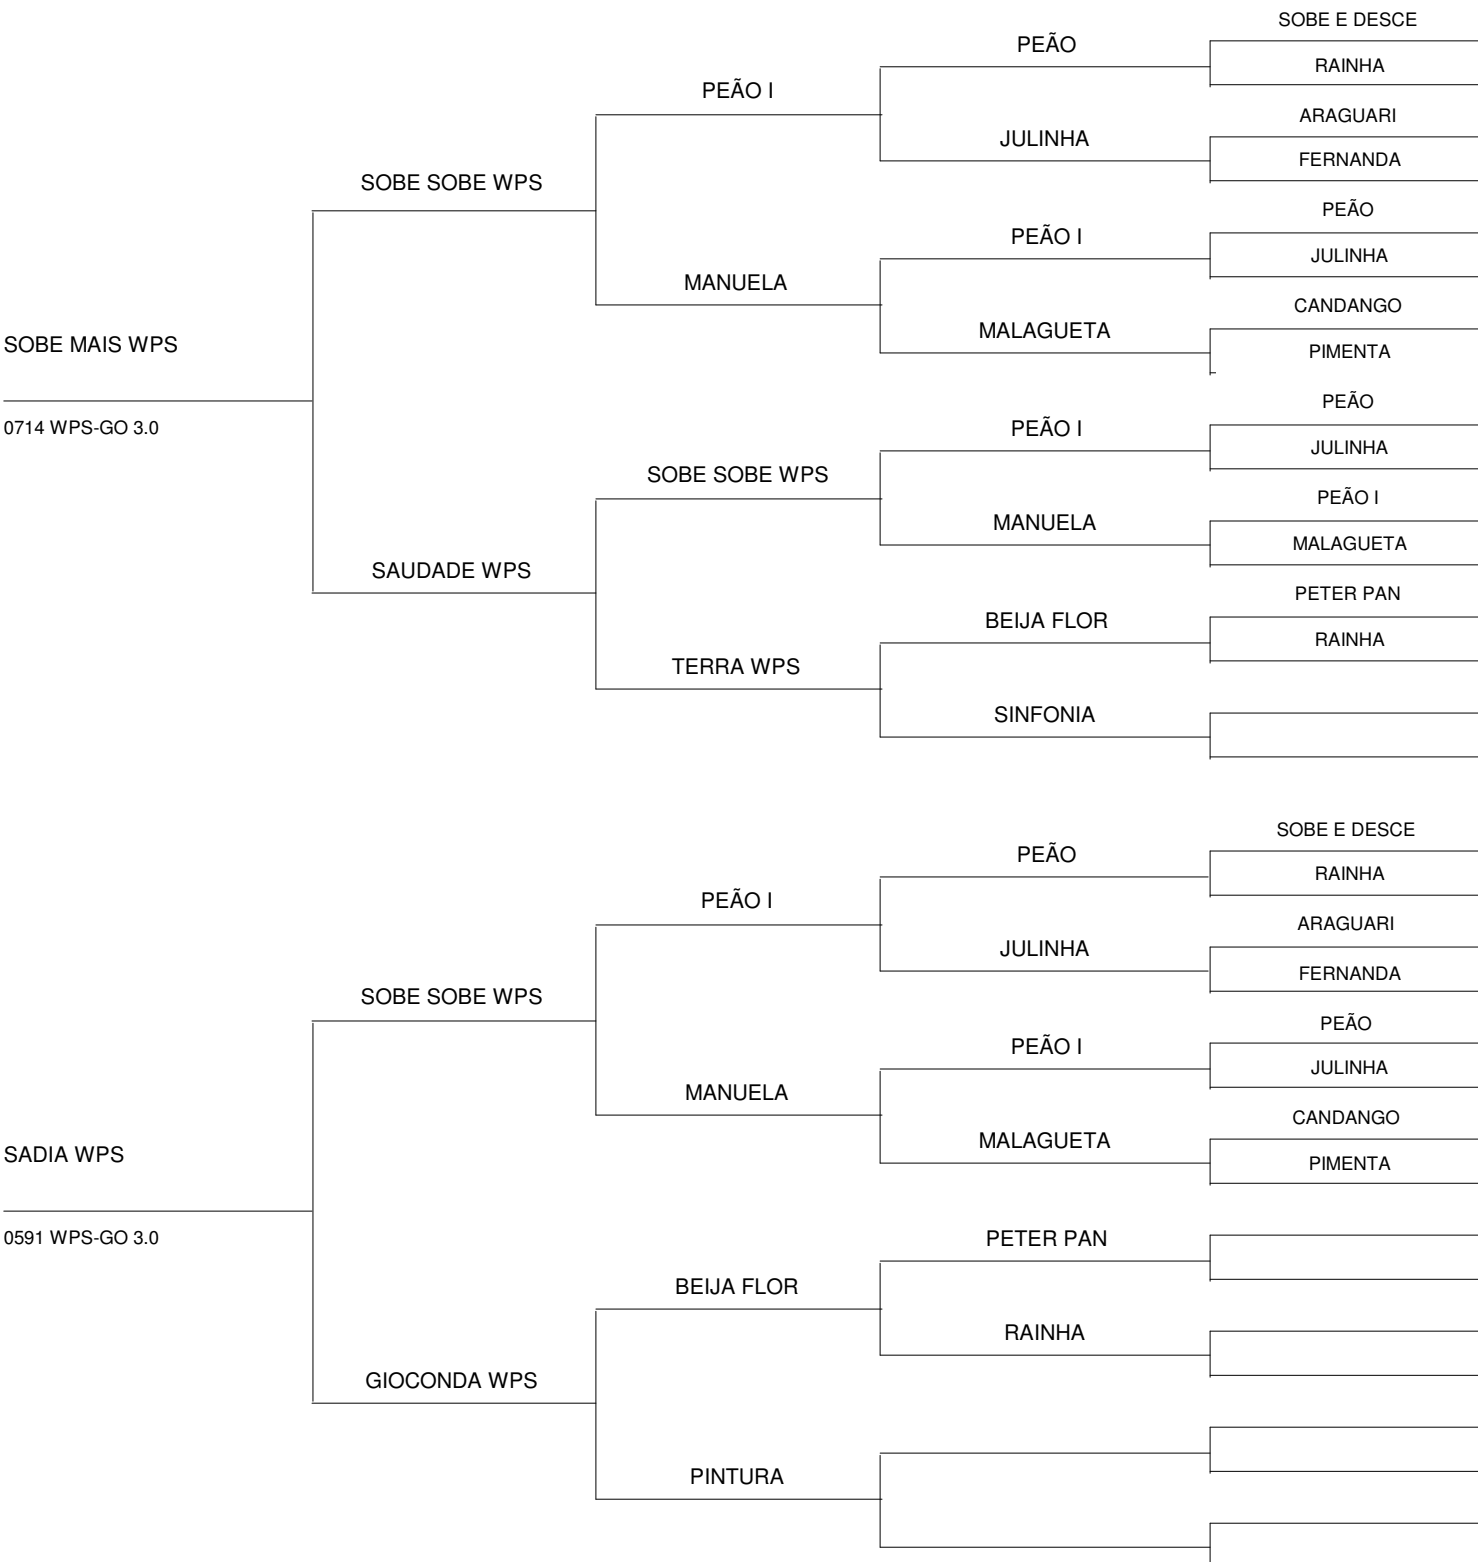 SOBE E DESCE
PEÃO
RAINHA
PEÃO I
ARAGUARI
JULINHA
FERNANDA
SOBE SOBE WPS
PEÃO
PEÃO I
JULINHA
MANUELA
CANDANGO
MALAGUETA
SOBE MAIS WPS
PIMENTA
PEÃO
0714 WPS-GO 3.0
PEÃO I
JULINHA
SOBE SOBE WPS
PEÃO I
MANUELA
MALAGUETA
SAUDADE WPS
PETER PAN
BEIJA FLOR
RAINHA
TERRA WPS
SINFONIA
SOBE E DESCE
PEÃO
RAINHA
PEÃO I
ARAGUARI
JULINHA
FERNANDA
SOBE SOBE WPS
PEÃO
PEÃO I
JULINHA
MANUELA
CANDANGO
MALAGUETA
SADIA WPS
PIMENTA
0591 WPS-GO 3.0
PETER PAN
BEIJA FLOR
RAINHA
GIOCONDA WPS
PINTURA